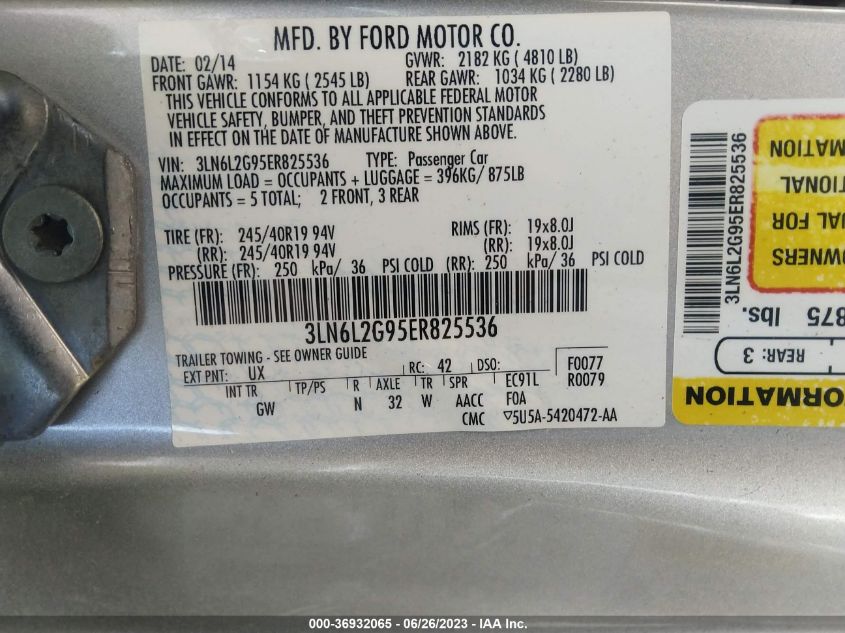 MFD. BY FORD MOTOR CO.
DATE: 02/14 GVWR: 2182 KG ( 4810 LB)
FRONT GAWR: 1154 KG ( 2545 LB) REAR GAWR: 1034 KG ( 2280 LB)
THIS VEHICLE CONFORMS TO ALL APPLICABLE FEDERAL MOTOR
VEHICLE SAFETY, BUMPER, AND THEFT PREVENTION STANDARDS
IN EFFECT ON THE DATE OF MANUFACTURE SHOWN ABOVE.
VIN: 3LN6L2G95ER825536 TYPE: Passenger Car
MAXIMUM LOAD = OCCUPANTS + LUGGAGE = 396KG/ 875LB
OCCUPANTS = 5 TOTAL; 2 FRONT, 3 REAR
TIRE (FR): 245/40R19 94V RIMS (FR): 19x8.0J
(RR): 245/40R19 94V (RR): 19x8.0J
PRESSURE (FR): 250 kPa/ 36 PSI COLD (RR): 250 kPa/ 36 PSI COLD
3LN6L2G95ER825536
TRAILER TOWING - SEE OWNER GUIDE
EXT PNT: UX RC: 42 DSO: F0077
INT TR TP/PS R AXLE TR SPR EC91L R0079
GW N 32 W AACC F0A
CMC ▽5U5A-5420472-AA
3LN6L2G95ER825536
RMATION
TIONAL
UAL FOR
OWNERS
875 lbs.
REAR: 3
ORMATION
000-36932065 - 06/26/2023 - IAA Inc.